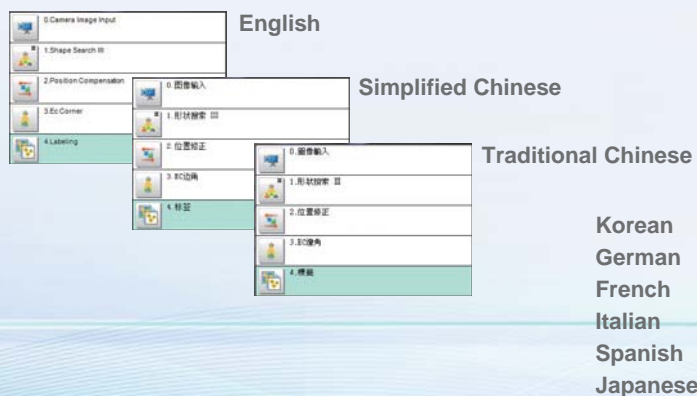 English
0.Camera Image Input
1.Shape Search III
2.Position Compensation
3.Ec Corner
4.Labeling
Simplified Chinese
0.图像输入
1.形状搜索 III
2.位置修正
3.EC边角
4.标签
Traditional Chinese
0.圖像輸入
1.形狀搜索 II
2.位置修正
3.EC邊角
4.標籤
Korean
German
French
Italian
Spanish
Japanese